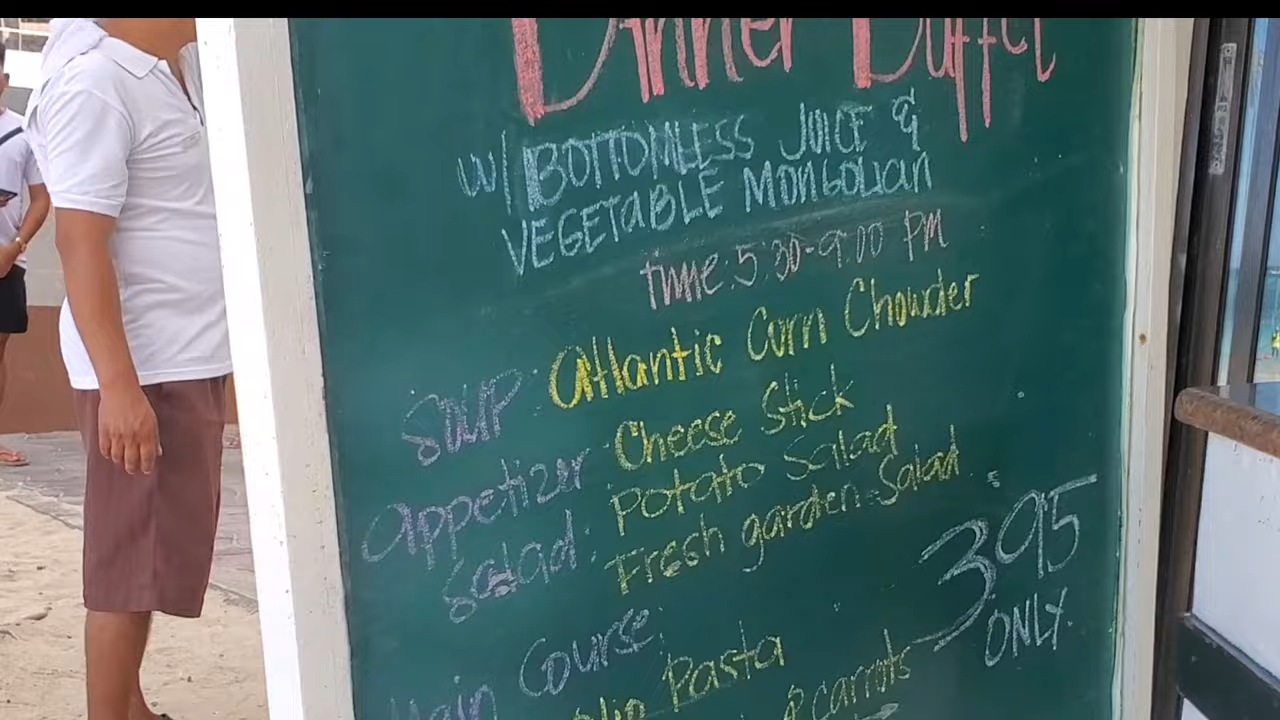 Dinner Buffet
W/ BOTTOMLESS JUICE &
VEGETABLE MONGOLIAN
time: 5:30-9:00 PM
Soup: Atlantic Corn Chowder
Appetizer Cheese Stick
Salad: Potato Salad
Fresh garden Salad
395
ONLY
Main Course:
Pasta
& carrots